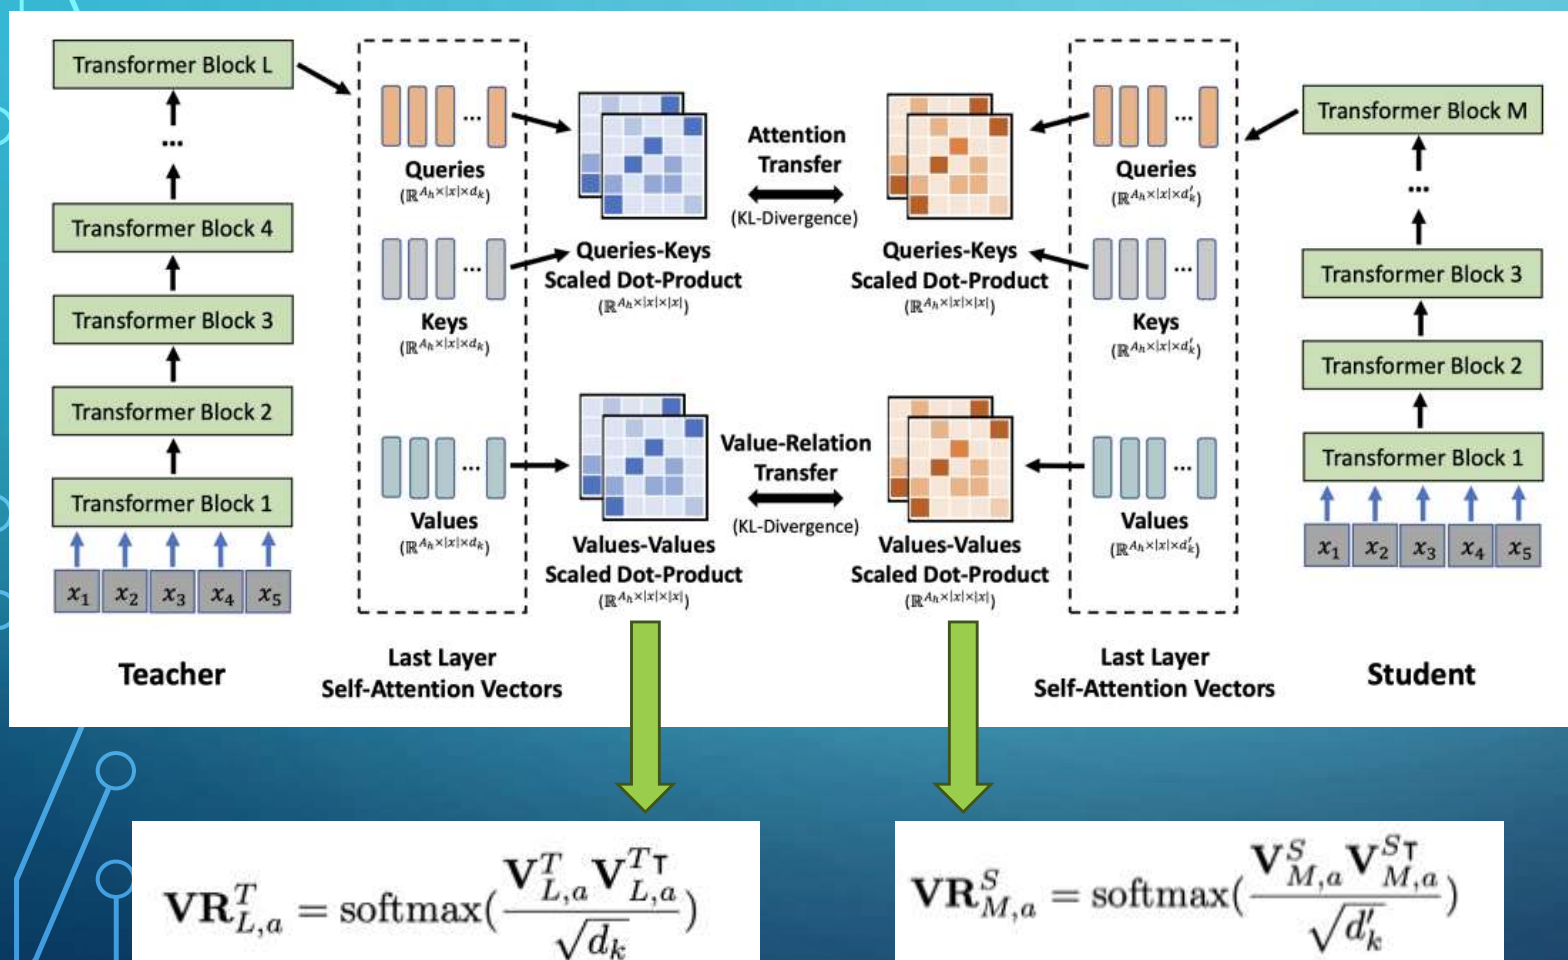 Transformer Block L
...
Transformer Block 4
Transformer Block 3
Transformer Block 2
Transformer Block 1
x₁ x₂ x₃ x₄ x₅
Teacher
...
Queries
(ℝ^{A_h×|x|×d_k})
...
Keys
(ℝ^{A_h×|x|×d_k})
...
Values
(ℝ^{A_h×|x|×d_k})
Last Layer
Self-Attention Vectors
Queries-Keys
Scaled Dot-Product
(ℝ^{A_h×|x|×|x|})
Values-Values
Scaled Dot-Product
(ℝ^{A_h×|x|×|x|})
Attention
Transfer
(KL-Divergence)
Value-Relation
Transfer
(KL-Divergence)
Queries-Keys
Scaled Dot-Product
(ℝ^{A_h×|x|×|x|})
Values-Values
Scaled Dot-Product
(ℝ^{A_h×|x|×|x|})
...
Queries
(ℝ^{A_h×|x|×d'_k})
...
Keys
(ℝ^{A_h×|x|×d'_k})
...
Values
(ℝ^{A_h×|x|×d'_k})
Last Layer
Self-Attention Vectors
Transformer Block M
...
Transformer Block 3
Transformer Block 2
Transformer Block 1
x₁ x₂ x₃ x₄ x₅
Student
VR^T_{L,a} = softmax(V^T_{L,a} V^{T⊺}_{L,a} / √d_k)
VR^S_{M,a} = softmax(V^S_{M,a} V^{S⊺}_{M,a} / √d'_k)